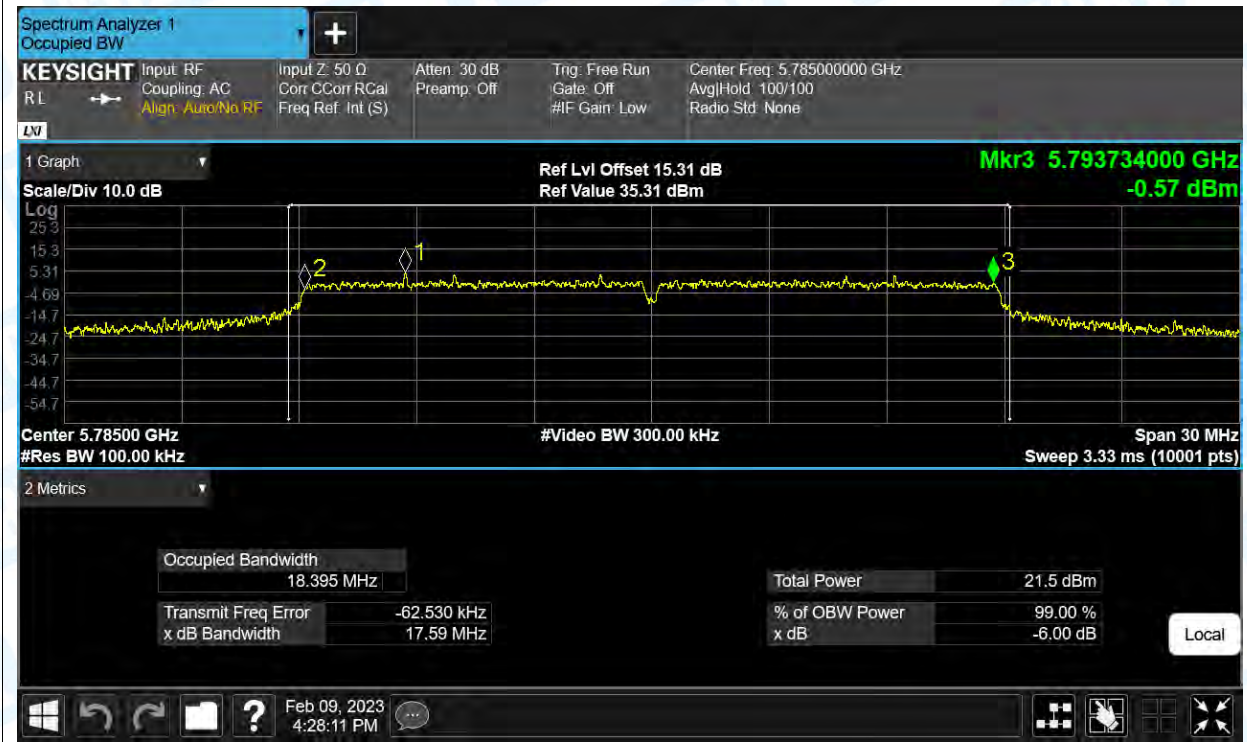 Spectrum Analyzer 1
Occupied BW
KEYSIGHT
R L
LXI
Input: RF
Coupling: AC
Align: Auto/No RF
Input Z: 50 Ω
Corr CCorr RCal
Freq Ref: Int (S)
Atten: 30 dB
Preamp: Off
Trig: Free Run
Gate: Off
#IF Gain: Low
Center Freq: 5.785000000 GHz
Avg|Hold: 100/100
Radio Std: None
1 Graph
Scale/Div 10.0 dB
Ref Lvl Offset 15.31 dB
Ref Value 35.31 dBm
Mkr3 5.793734000 GHz
-0.57 dBm
Log
25.3
15.3
5.31
-4.69
-14.7
-24.7
-34.7
-44.7
-54.7
2
1
3
Center 5.78500 GHz
#Res BW 100.00 kHz
#Video BW 300.00 kHz
Span 30 MHz
Sweep 3.33 ms (10001 pts)
2 Metrics
Occupied Bandwidth
18.395 MHz
Transmit Freq Error -62.530 kHz
x dB Bandwidth 17.59 MHz
Total Power 21.5 dBm
% of OBW Power 99.00 %
x dB -6.00 dB
Local
?
Feb 09, 2023
4:28:11 PM